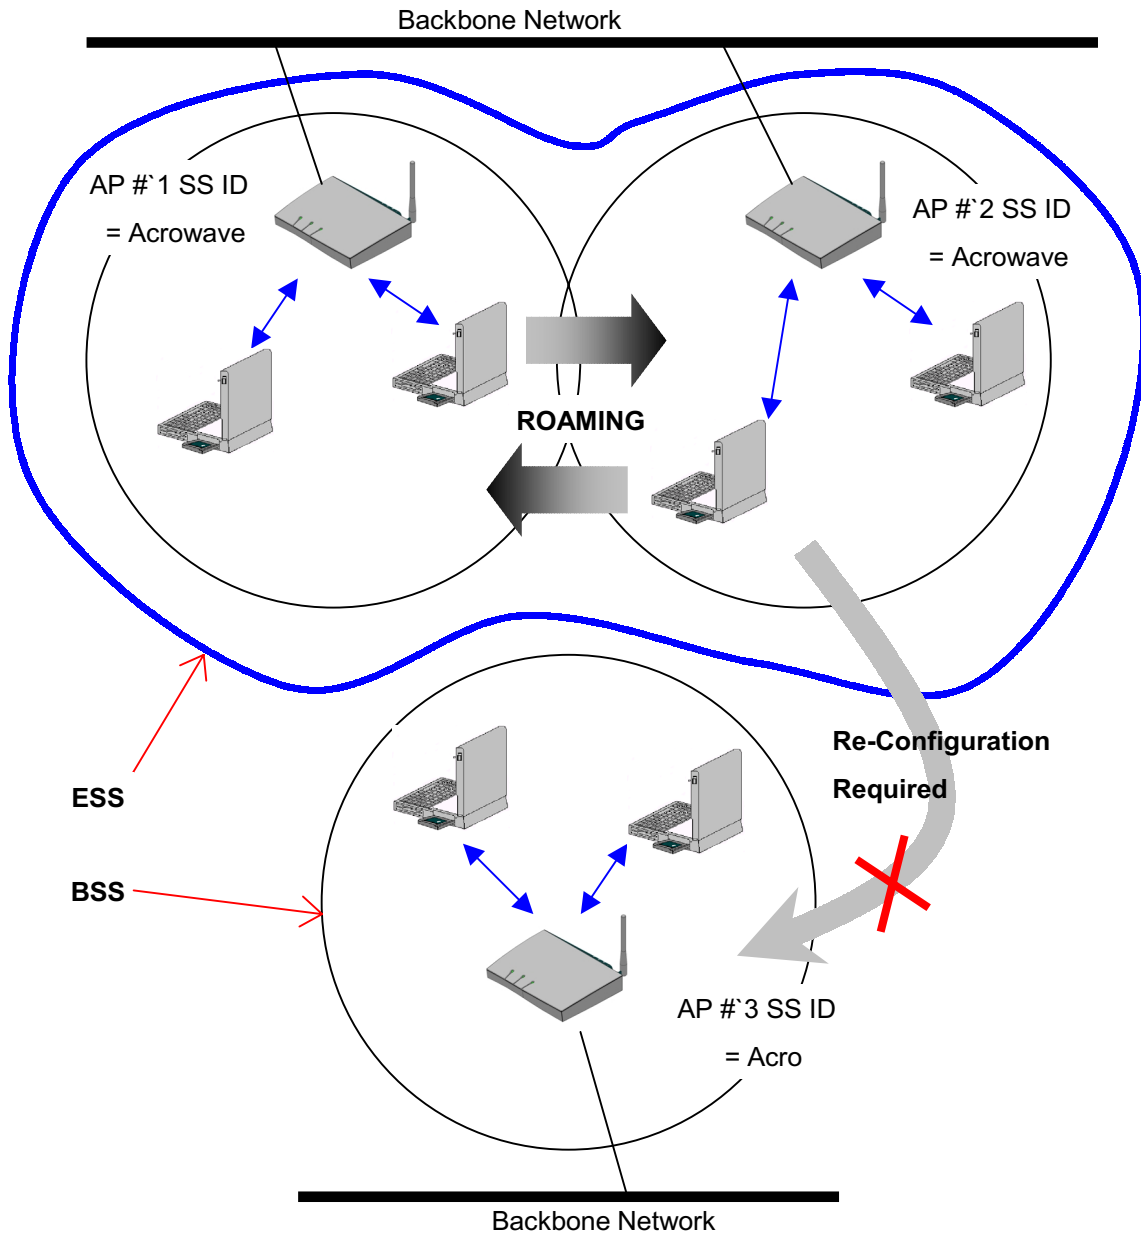 Backbone Network
AP #`1 SS ID
= Acrowave
AP #`2 SS ID
= Acrowave
ROAMING
Re-Configuration
Required
ESS
BSS
AP #`3 SS ID
= Acro
Backbone Network